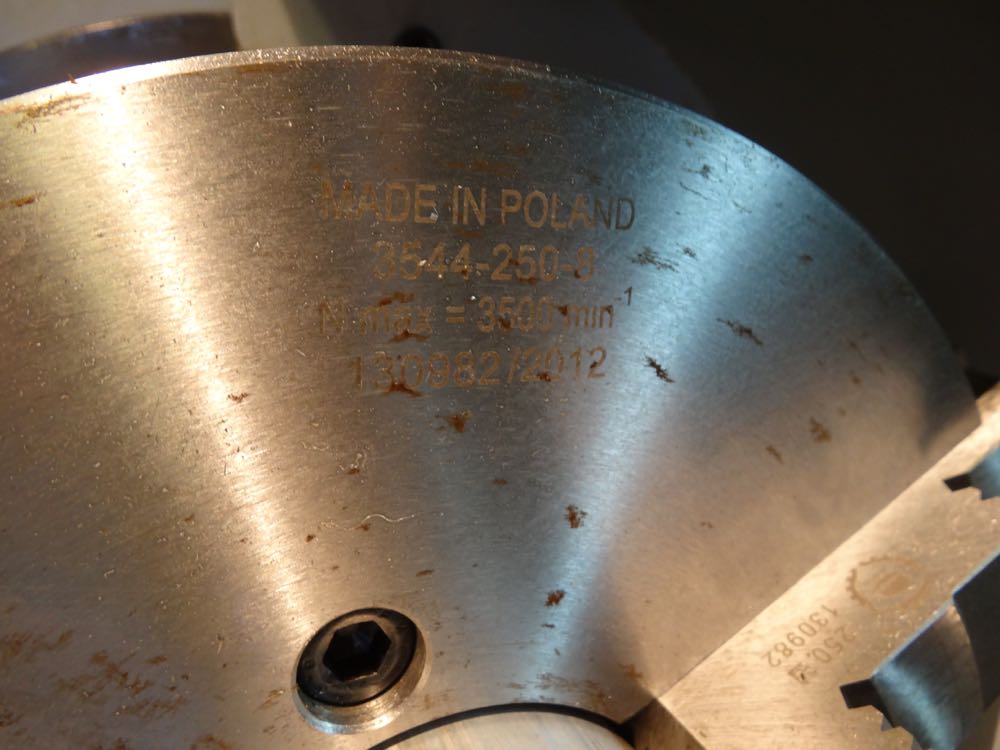 MADE IN POLAND
3544-250-8
N max = 3500 min⁻¹
130982/2012
250-
130982